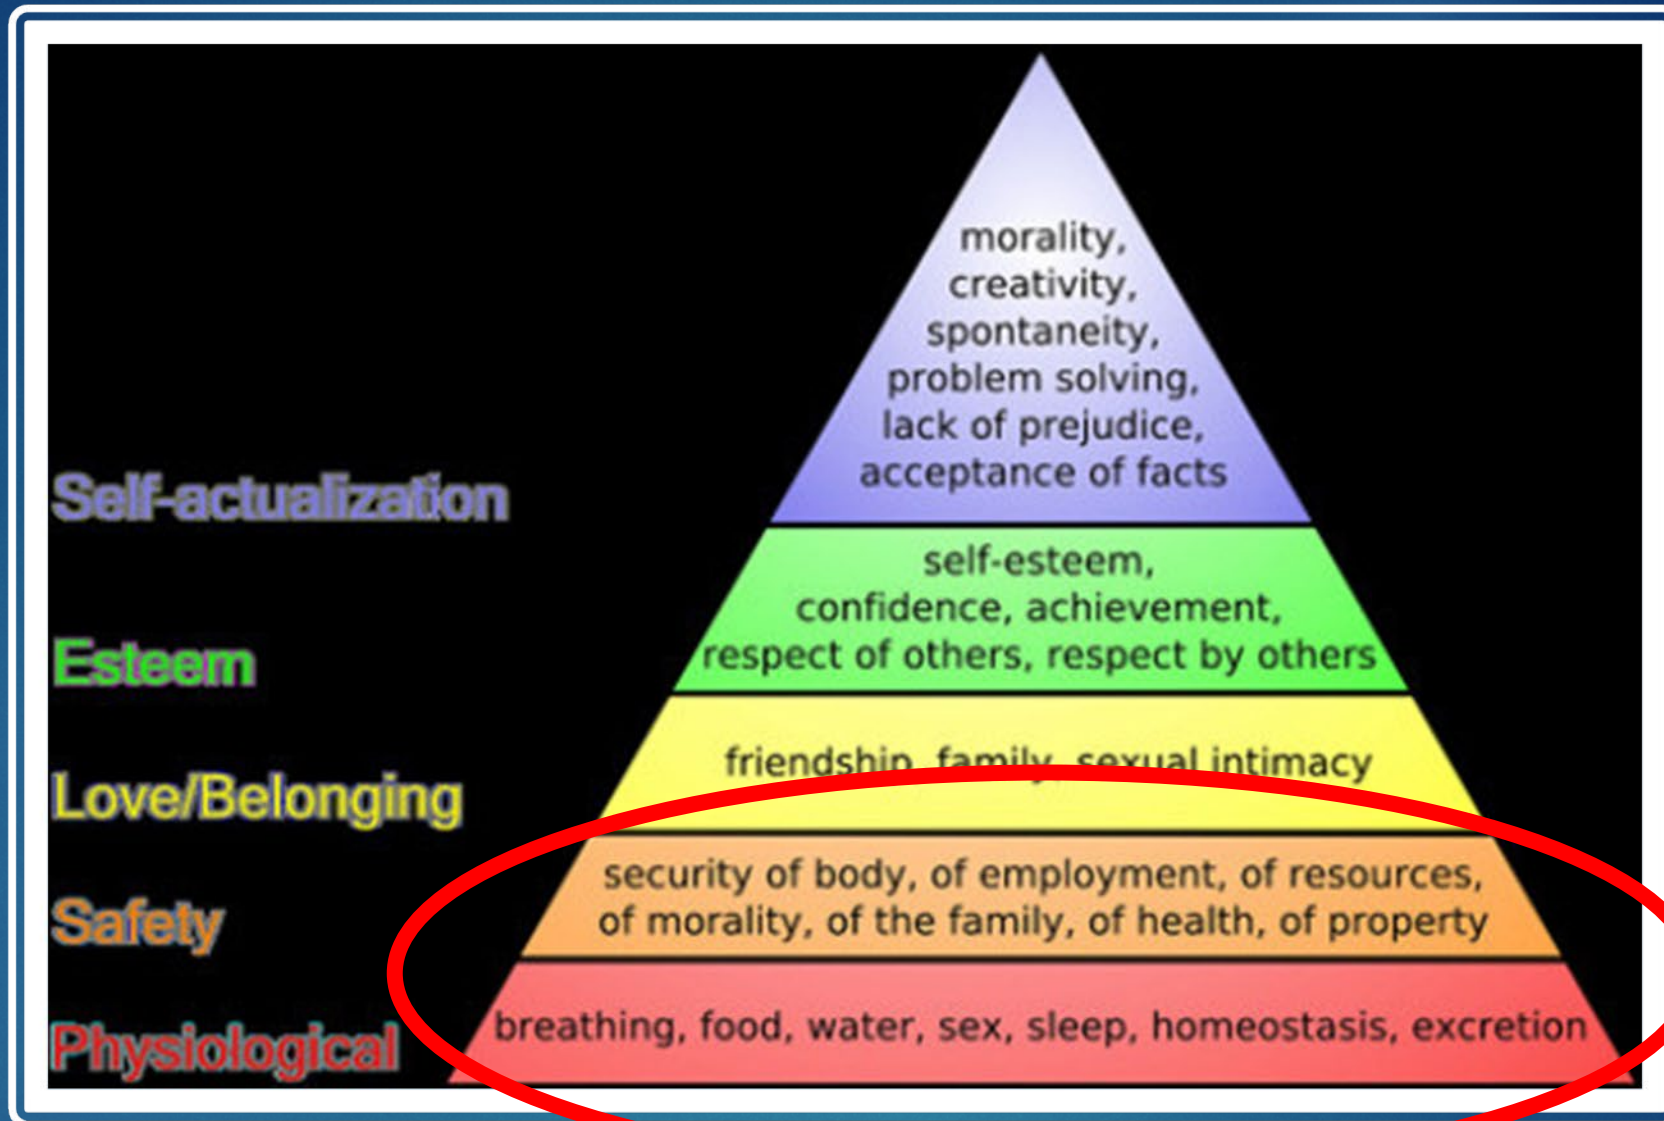 morality,
creativity,
spontaneity,
problem solving,
lack of prejudice,
acceptance of facts
Self-actualization
self-esteem,
confidence, achievement,
respect of others, respect by others
Esteem
friendship, family, sexual intimacy
Love/Belonging
security of body, of employment, of resources,
of morality, of the family, of health, of property
Safety
breathing, food, water, sex, sleep, homeostasis, excretion
Physiological